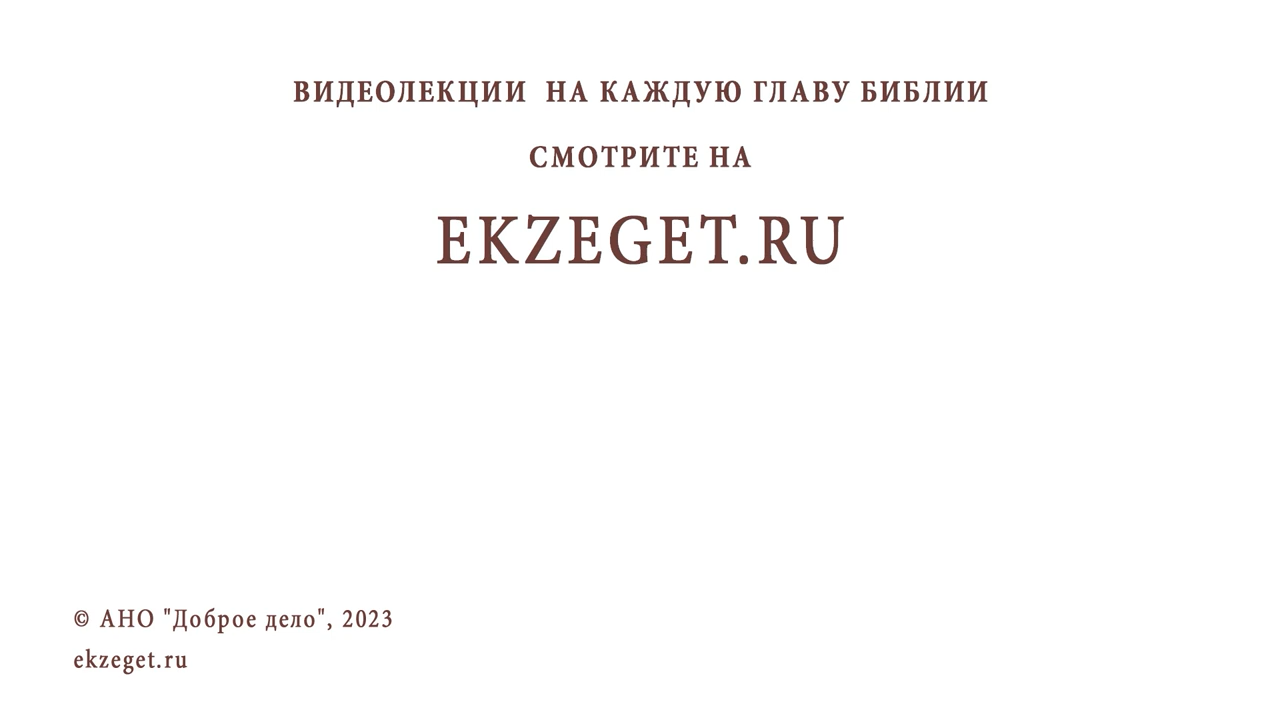 ВИДЕОЛЕКЦИИ НА КАЖДУЮ ГЛАВУ БИБЛИИ
СМОТРИТЕ НА
EKZEGET.RU
© АНО "Доброе дело", 2023
ekzeget.ru